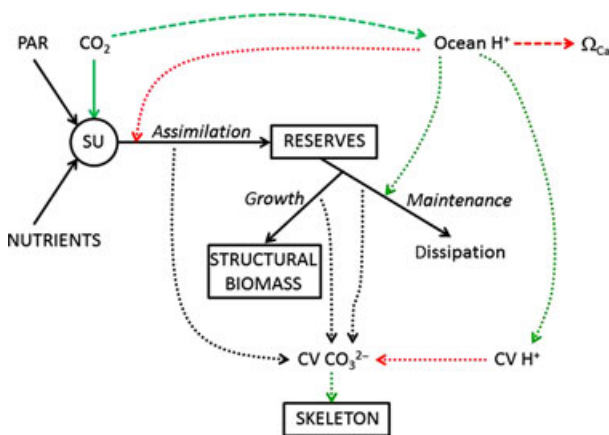 PAR
CO₂
Ocean H⁺
Ω_Ca
SU
Assimilation
RESERVES
Growth
Maintenance
NUTRIENTS
STRUCTURAL
BIOMASS
Dissipation
CV CO₃²⁻
CV H⁺
SKELETON